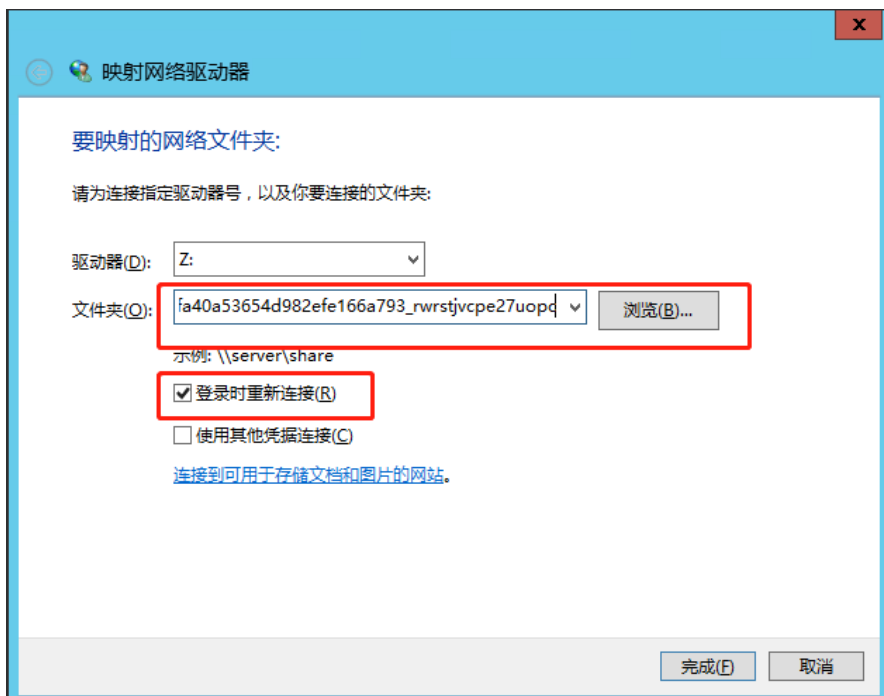 x
映射网络驱动器
要映射的网络文件夹:
请为连接指定驱动器号，以及你要连接的文件夹:
驱动器(D): Z:
文件夹(O): fa40a53654d982efe166a793_rwrstjvcpe27uopc 浏览(B)...
示例: \\server\share
登录时重新连接(R)
使用其他凭据连接(C)
连接到可用于存储文档和图片的网站。
完成(F) 取消